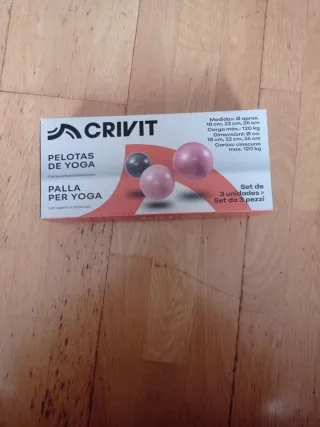 CRIVIT
PELOTAS
DE YOGA
PALLA
PER YOGA
Medidas: Ø aprox.
18 cm, 22 cm, 26 cm
Carga máx.: 120 kg
Dimensioni: Ø ca.
18 cm, 22 cm, 26 cm
Carico: ciascuna
max. 120 kg
Set de
3 unidades >
Set da 3 pezzi